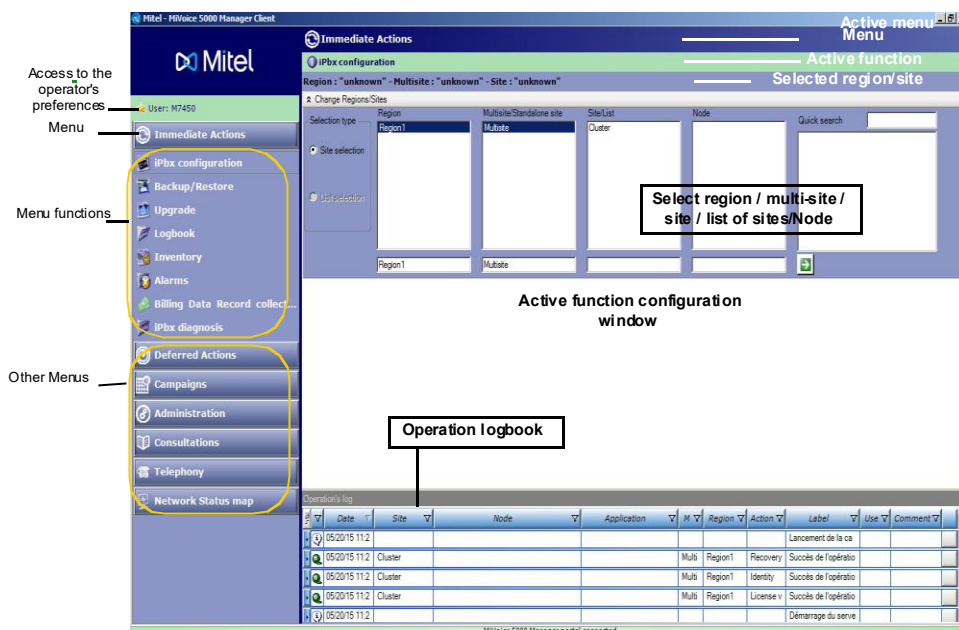 Mitel - MiVoice 5000 Manager Client
Mitel
Immediate Actions
Active menu
Menu
iPbx configuration
Active function
Region : "unknown" - Multisite : "unknown" - Site : "unknown"
Selected region/site
Access to the
operator's
preferences
User: M7450
Menu
Immediate Actions
Menu functions
iPbx configuration
Backup/Restore
Upgrade
Logbook
Inventory
Alarms
Billing Data Record collect...
iPbx diagnosis
Other Menus
Deferred Actions
Campaigns
Administration
Consultations
Telephony
Network Status map
Change Regions/Sites
Selection type
Site selection
List selection
Region
Region1
Region1
Multisite/Standalone site
Multisite
Multisite
Site/List
Cluster
Node
Quick search
Select region / multi-site /
site / list of sites/Node
Active function configuration
window
Operation logbook
Operation's log
Date Site Node Application M Region Action Label Use Comment
05/20/15 11:2 Lancement de la ca
05/20/15 11:2 Cluster Multi Region1 Recovery Succès de l'opératio
05/20/15 11:2 Cluster Multi Region1 Identity Succès de l'opératio
05/20/15 11:2 Cluster Multi Region1 License v Succès de l'opératio
05/20/15 11:2 Démarrage du serve
MiVoice 5000 Manager portal connected